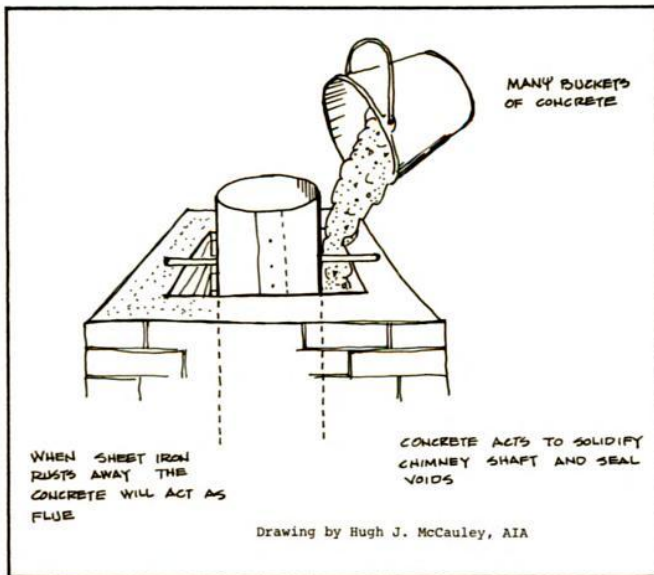 MANY BUCKETS
OF CONCRETE
WHEN SHEET IRON
RUSTS AWAY THE
CONCRETE WILL ACT AS
FLUE
CONCRETE ACTS TO SOLIDIFY
CHIMNEY SHAFT AND SEAL
VOIDS
Drawing by Hugh J. McCauley, AIA